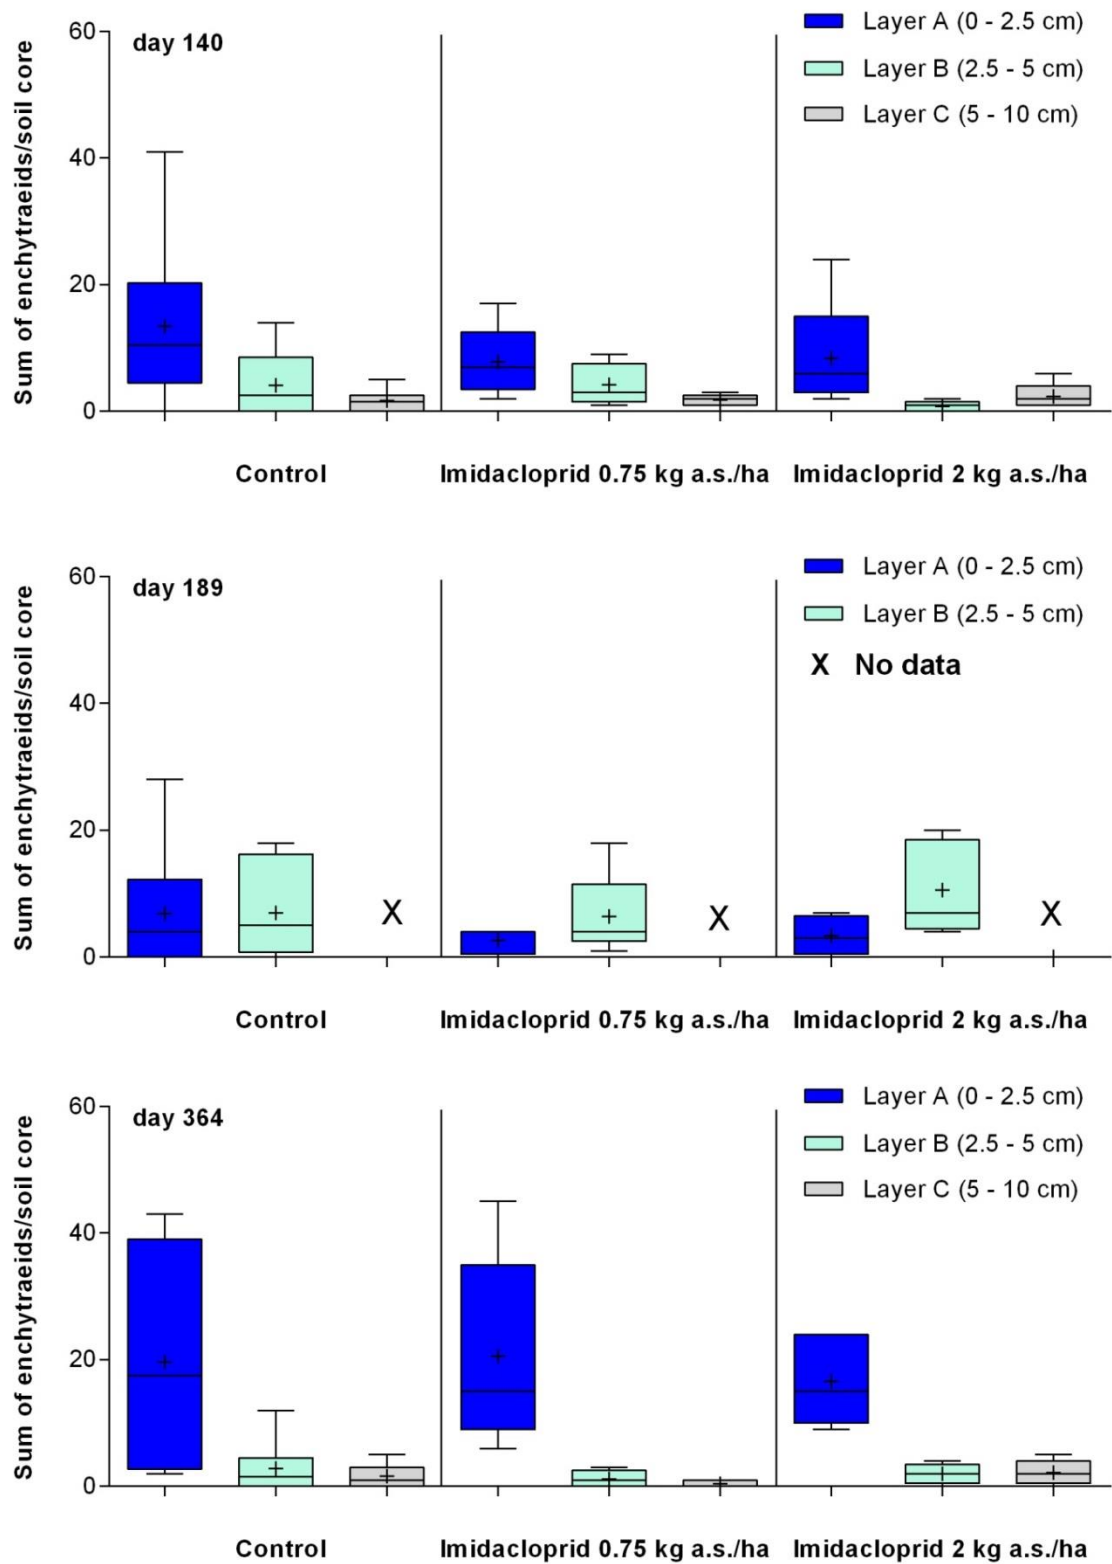 Sum of enchytraeids/soil core
60
40
20
0
day 140
Layer A (0 - 2.5 cm)
Layer B (2.5 - 5 cm)
Layer C (5 - 10 cm)
Control
Imidacloprid 0.75 kg a.s./ha
Imidacloprid 2 kg a.s./ha
Sum of enchytraeids/soil core
60
40
20
0
day 189
Layer A (0 - 2.5 cm)
Layer B (2.5 - 5 cm)
X No data
X
X
X
Control
Imidacloprid 0.75 kg a.s./ha
Imidacloprid 2 kg a.s./ha
Sum of enchytraeids/soil core
60
40
20
0
day 364
Layer A (0 - 2.5 cm)
Layer B (2.5 - 5 cm)
Layer C (5 - 10 cm)
Control
Imidacloprid 0.75 kg a.s./ha
Imidacloprid 2 kg a.s./ha